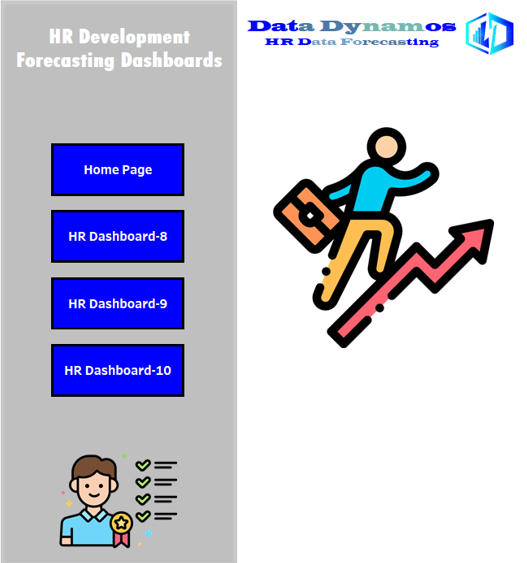 HR Development
Forecasting Dashboards
Data Dynamos
HR Data Forecasting
Home Page
HR Dashboard-8
HR Dashboard-9
HR Dashboard-10